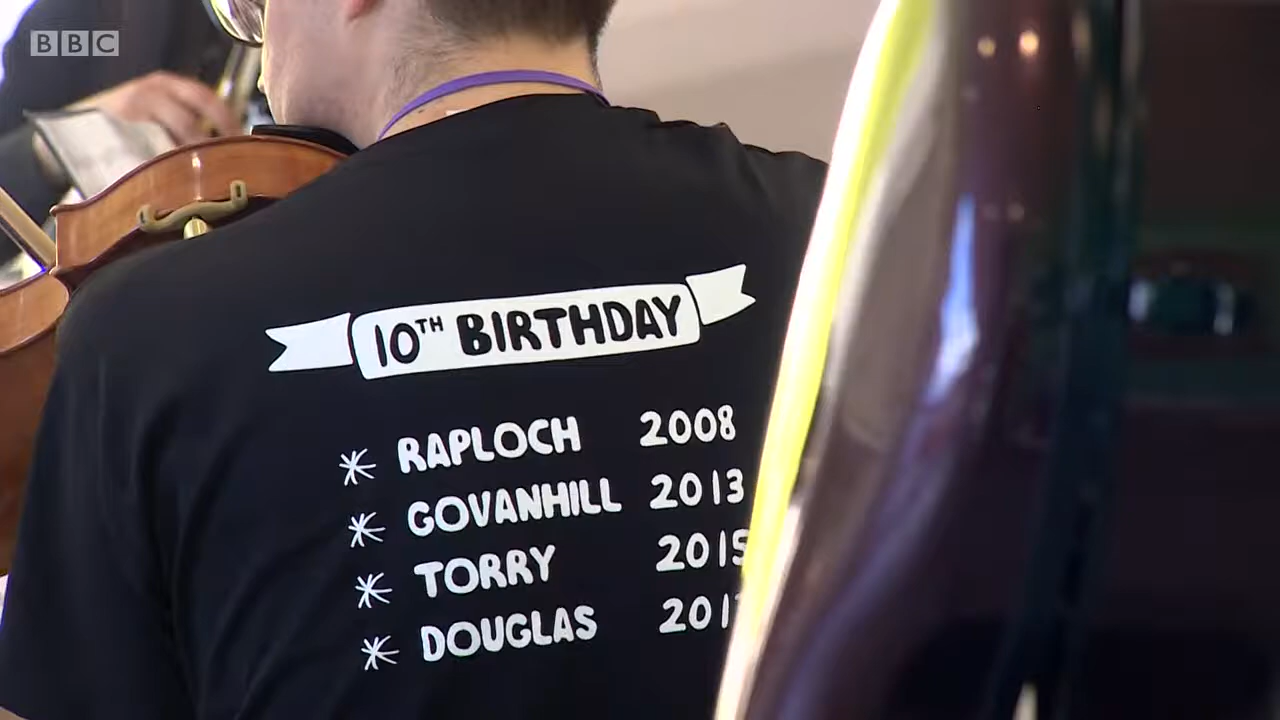 BBC
10TH BIRTHDAY
* RAPLOCH 2008
* GOVANHILL 2013
* TORRY 2015
* DOUGLAS